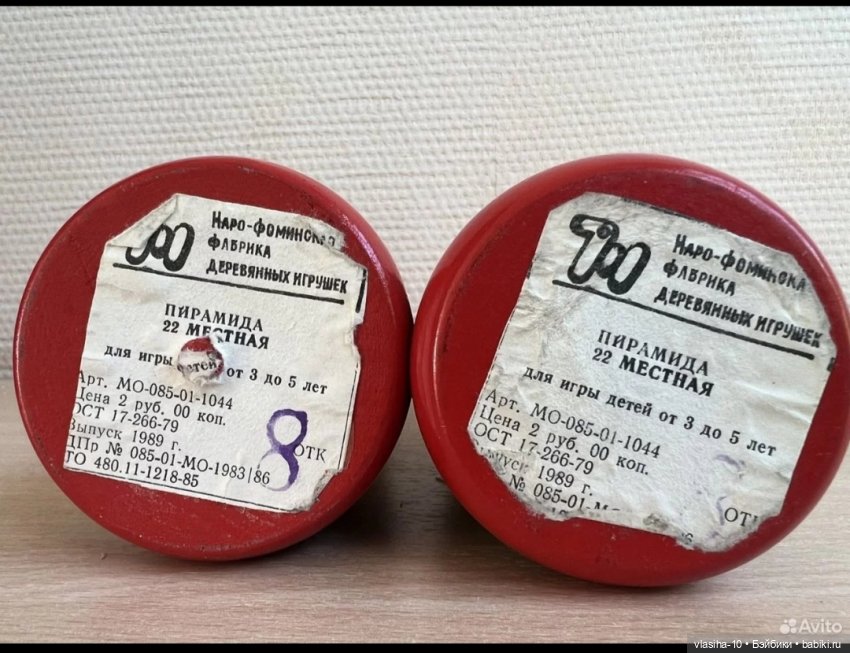 НАРО-ФОМИНСКА
ФАБРИКА
ДЕРЕВЯННЫХ ИГРУШЕК
ПИРАМИДА
22 МЕСТНАЯ
для игры детей от 3 до 5 лет
Арт. МО-085-01-1044
Цена 2 руб. 00 коп.
ОСТ 17-266-79
Выпуск 1989 г.
ДПр № 085-01-МО-1983|86
ТО 480.11-1218-85
8 ОТК
НАРО-ФОМИНСКА
ФАБРИКА
ДЕРЕВЯННЫХ ИГРУШЕК
ПИРАМИДА
22 МЕСТНАЯ
для игры детей от 3 до 5 лет
Арт. МО-085-01-1044
Цена 2 руб. 00 коп.
ОСТ 17-266-79
Выпуск 1989 г.
№ 085-01-М
86
ОТК
Avito
vlasiha-10 • Бэйбики • babiki.ru